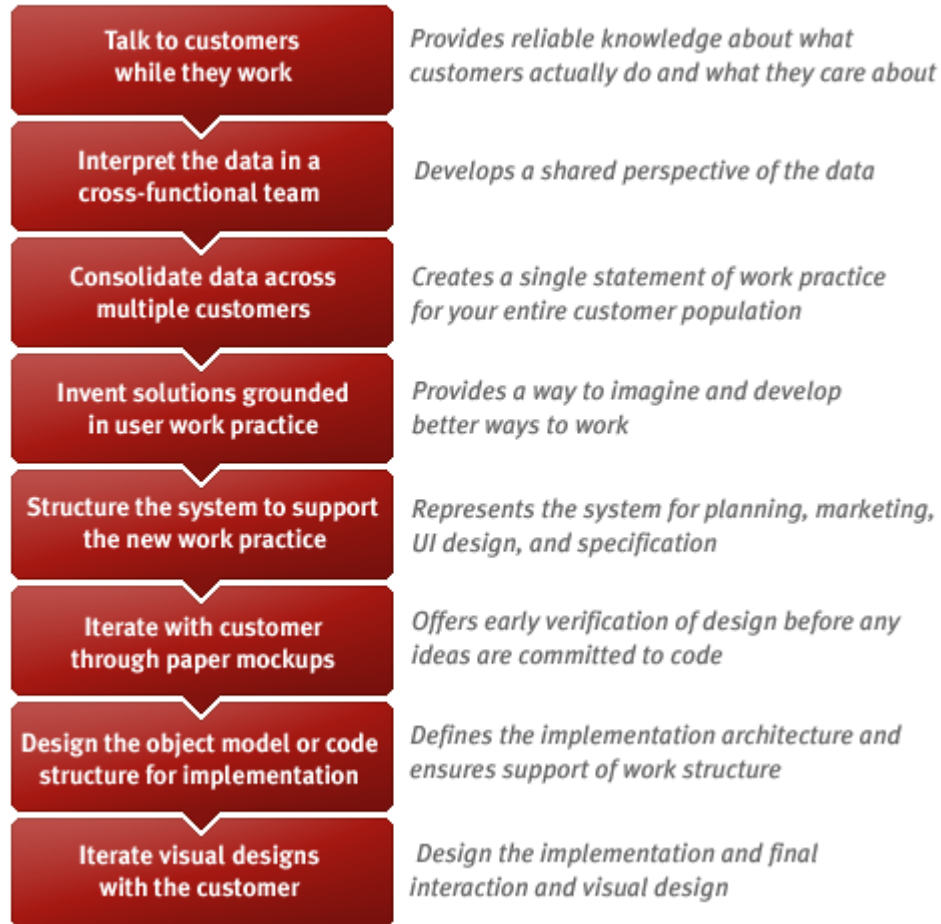 Talk to customers
while they work
Provides reliable knowledge about what
customers actually do and what they care about
Interpret the data in a
cross-functional team
Develops a shared perspective of the data
Consolidate data across
multiple customers
Creates a single statement of work practice
for your entire customer population
Invent solutions grounded
in user work practice
Provides a way to imagine and develop
better ways to work
Structure the system to support
the new work practice
Represents the system for planning, marketing,
UI design, and specification
Iterate with customer
through paper mockups
Offers early verification of design before any
ideas are committed to code
Design the object model or code
structure for implementation
Defines the implementation architecture and
ensures support of work structure
Iterate visual designs
with the customer
Design the implementation and final
interaction and visual design